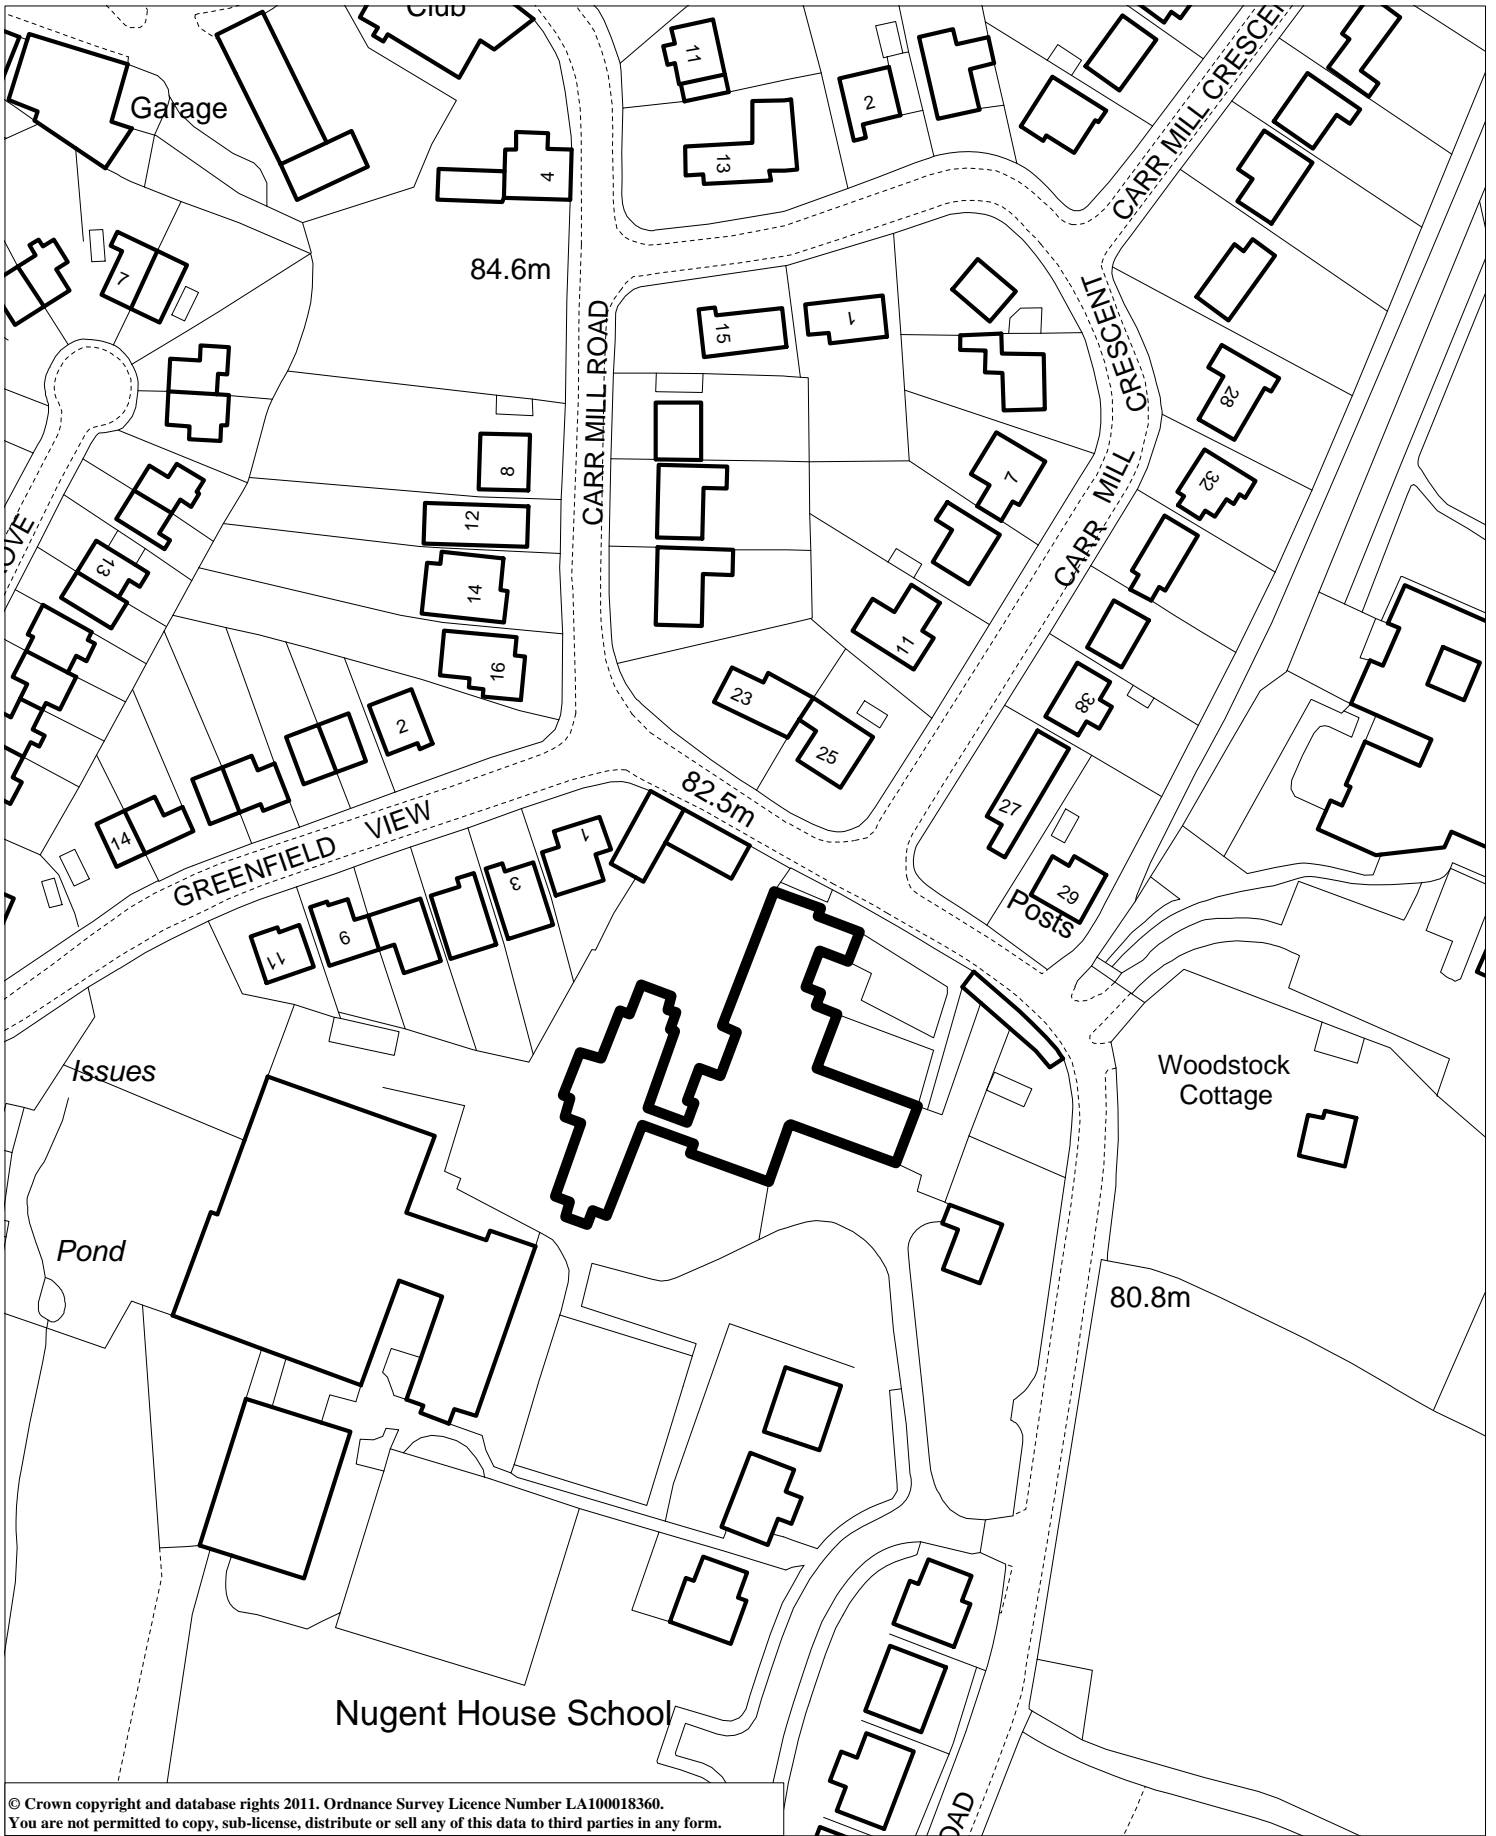 Club
Garage
11
2
13
4
CARR MILL CRESCEN
7
84.6m
CARR MILL ROAD
15
1
CRESCENT
28
8
7
32
12
CARR MILL
OVE
13
14
11
16
23
38
2
25
82.5m
27
14
GREENFIELD VIEW
1
3
29
Posts
9
11
Issues
Woodstock
Cottage
Pond
80.8m
Nugent House School
OAD
© Crown copyright and database rights 2011. Ordnance Survey Licence Number LA100018360.
You are not permitted to copy, sub-license, distribute or sell any of this data to third parties in any form.